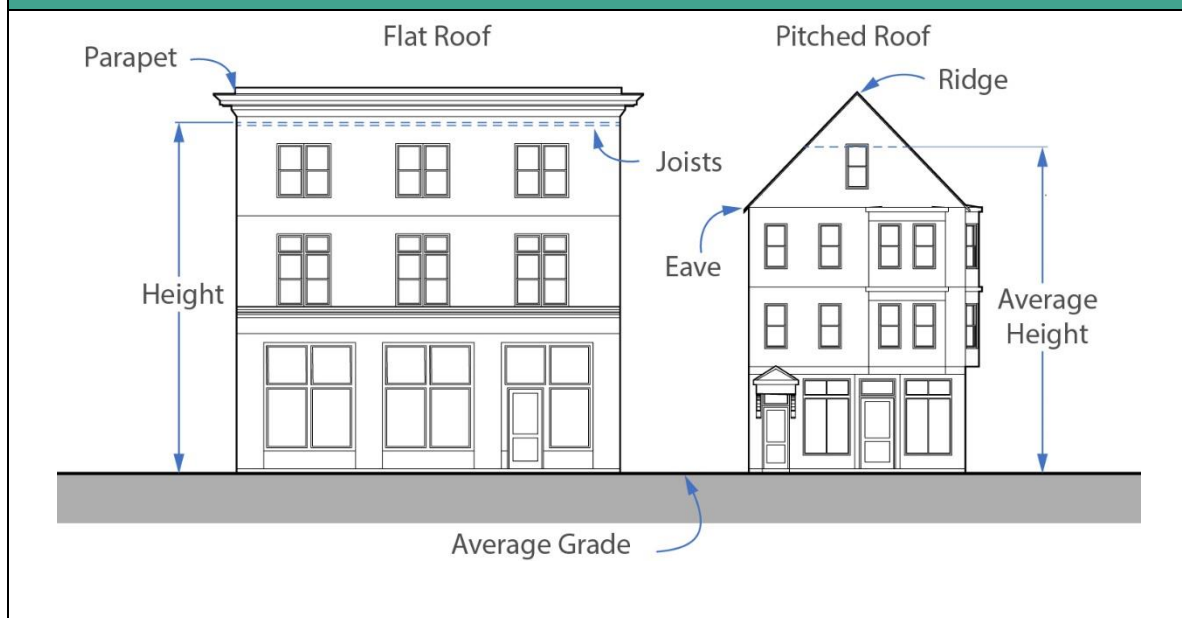 Flat Roof
Pitched Roof
Parapet
Ridge
Joists
Eave
Height
Average
Height
Average Grade